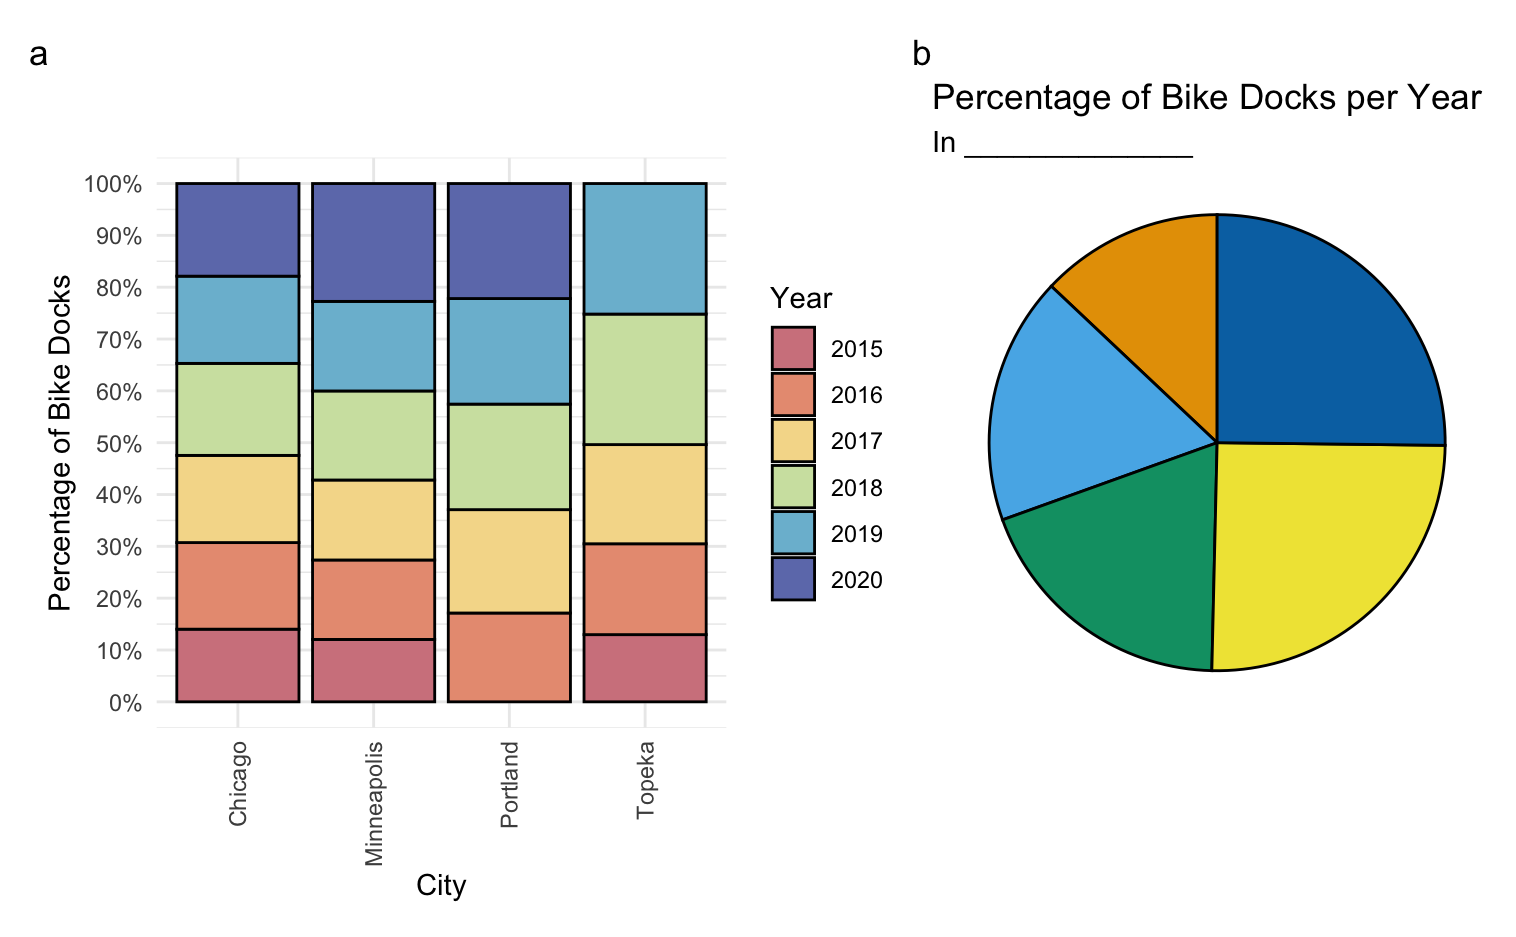 a
100%
90%
80%
70%
60%
50%
40%
30%
20%
10%
0%
Percentage of Bike Docks
Chicago
Minneapolis
Portland
Topeka
City
Year
2015
2016
2017
2018
2019
2020
b
Percentage of Bike Docks per Year
In ________________